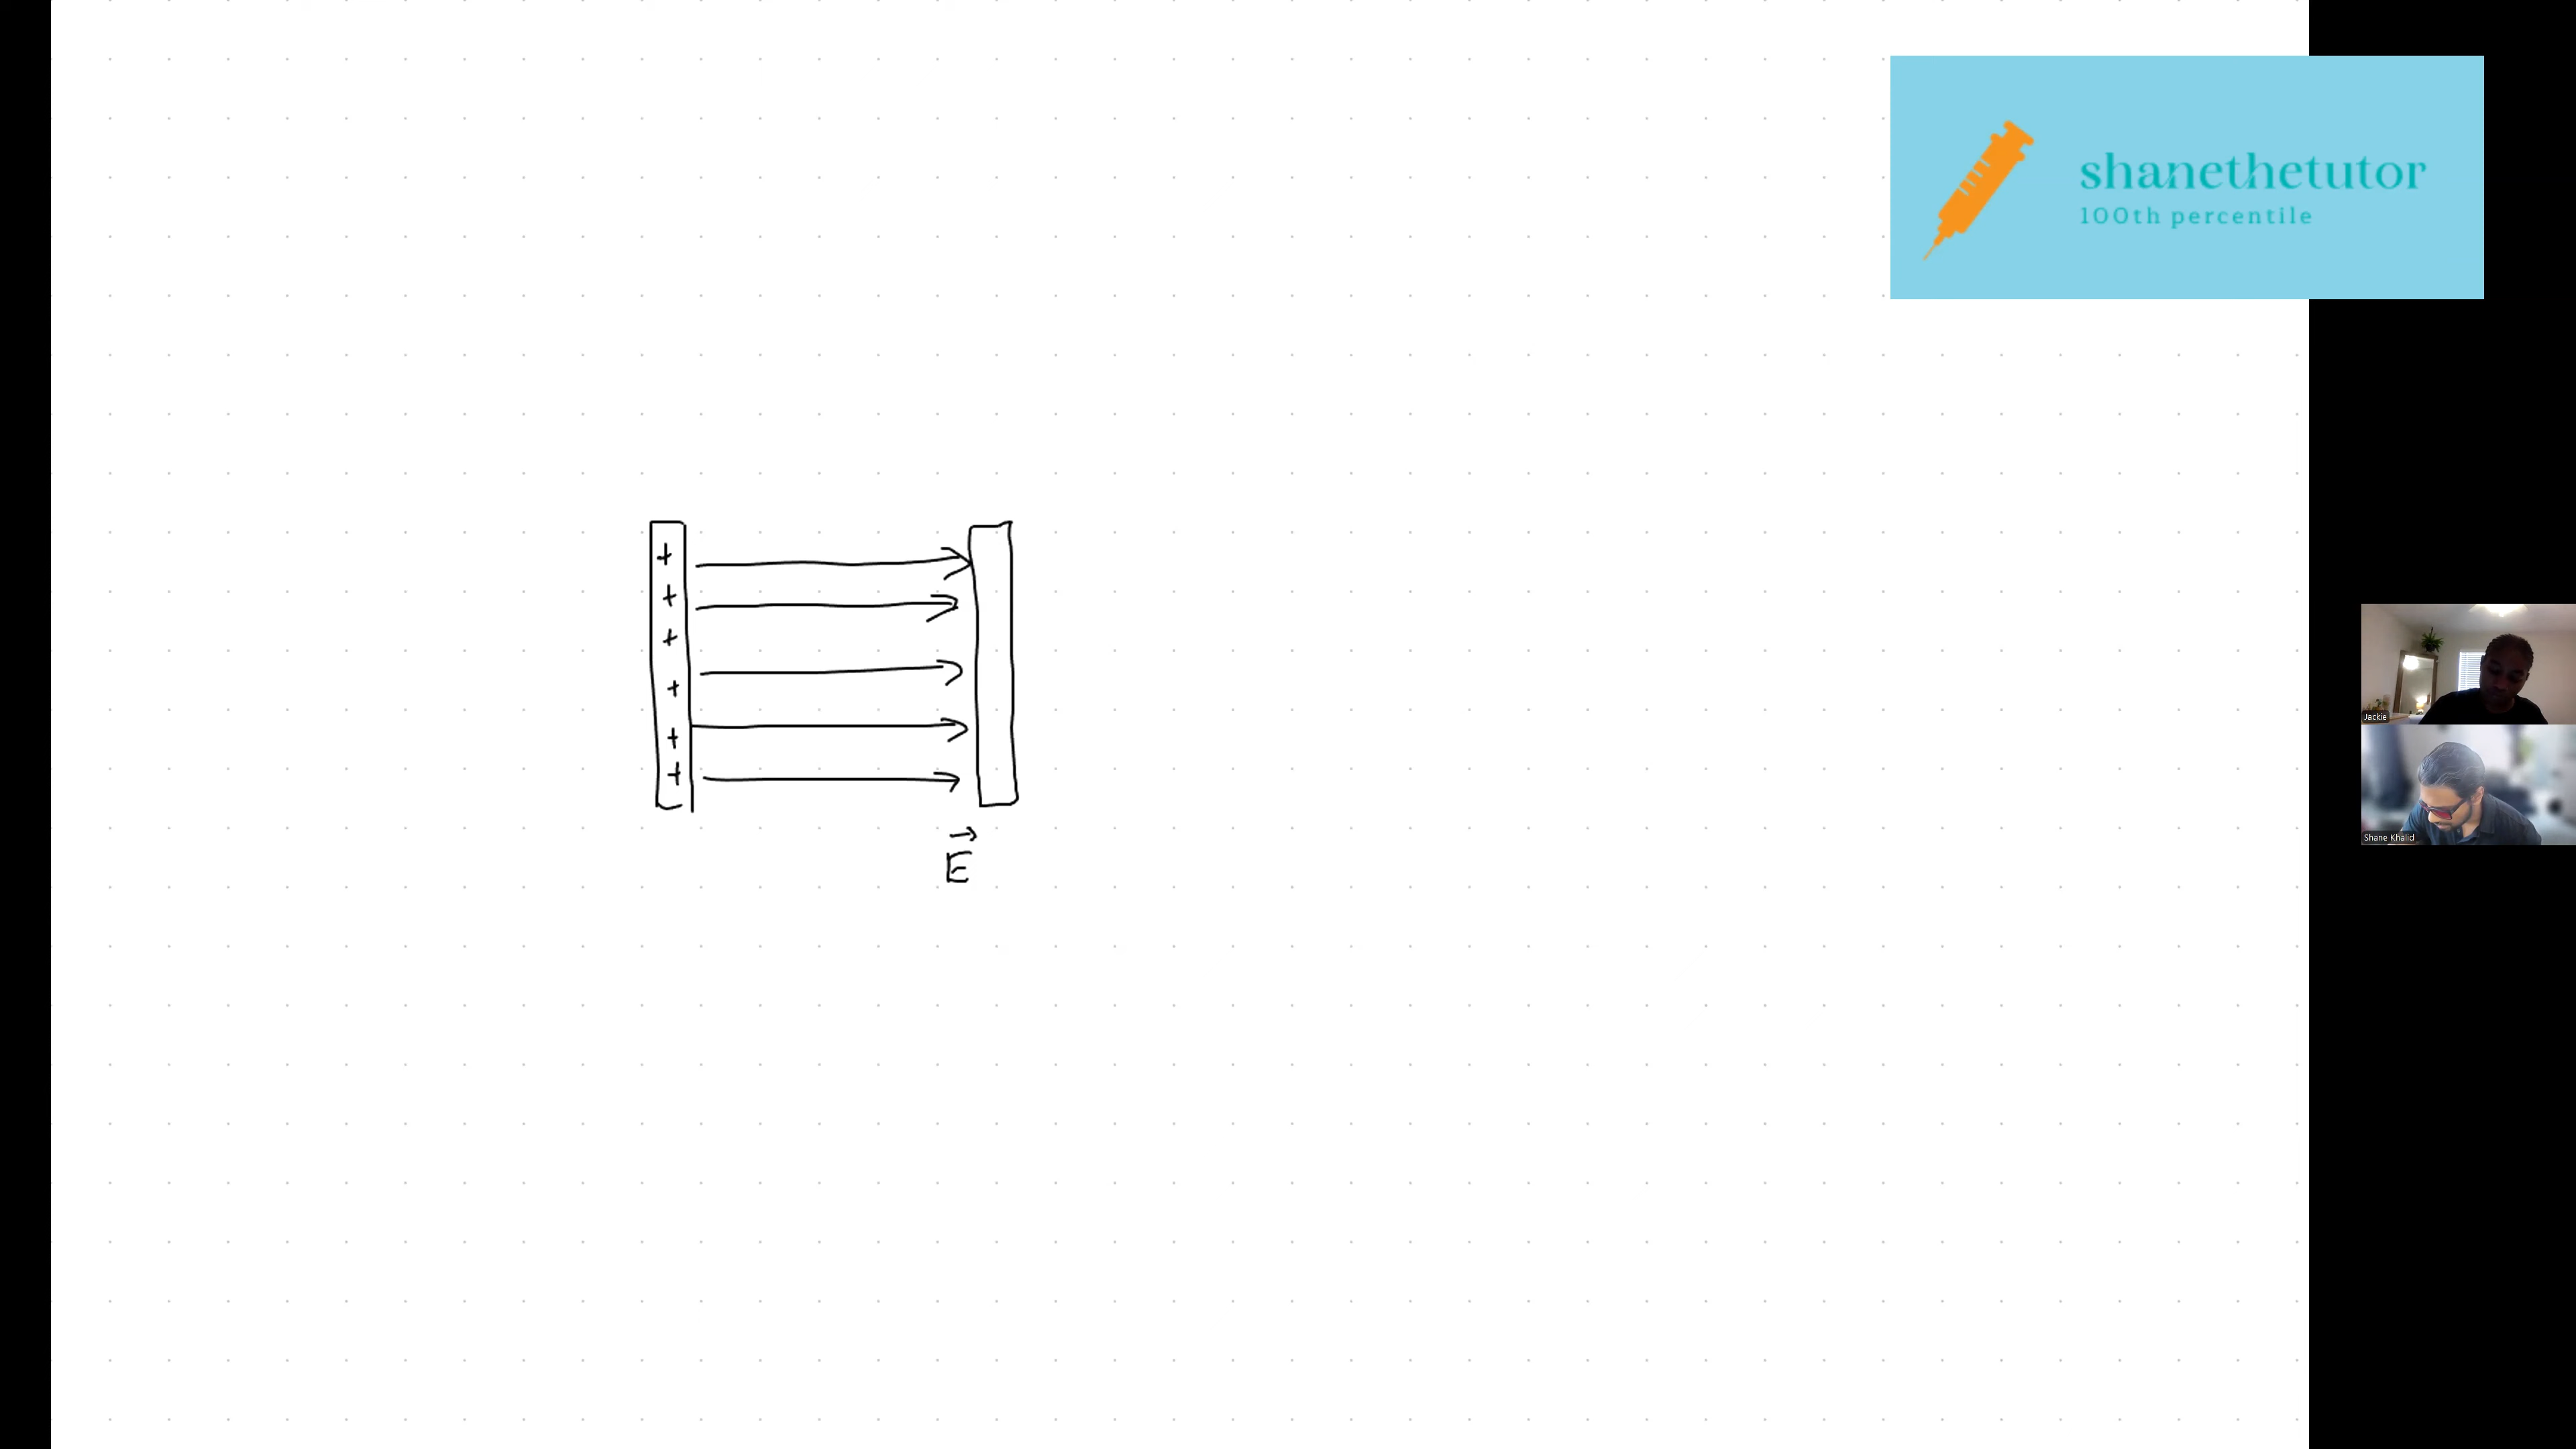 shanethetutor
100th percentile
+
+
+
+
+
+
E
Jackie
Shane Khalid